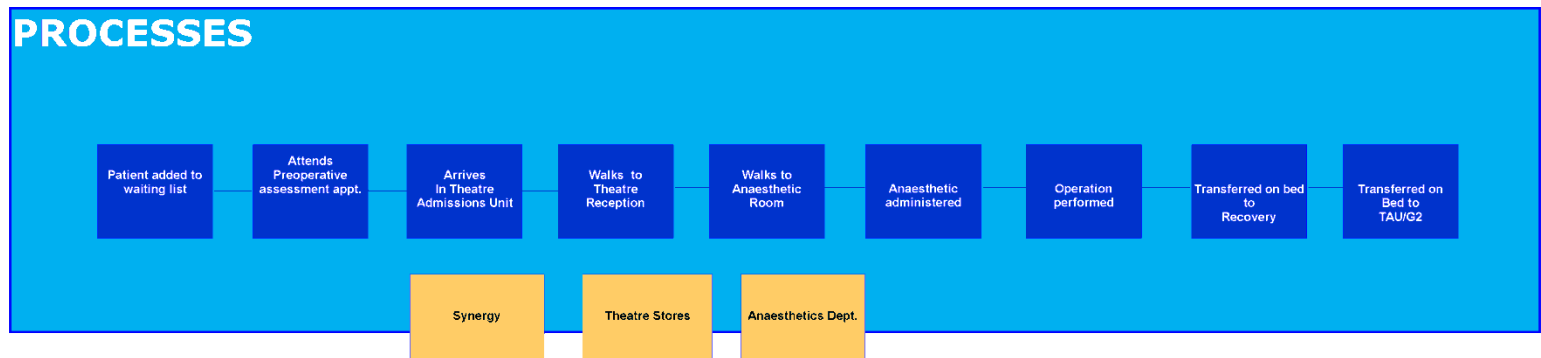 PROCESSES
Patient added to
waiting list
Attends
Preoperative
assessment appt.
Arrives
In Theatre
Admissions Unit
Walks to
Theatre
Reception
Walks to
Anaesthetic
Room
Anaesthetic
administered
Operation
performed
Transferred on bed
to
Recovery
Transferred on
Bed to
TAU/G2
Synergy
Theatre Stores
Anaesthetics Dept.